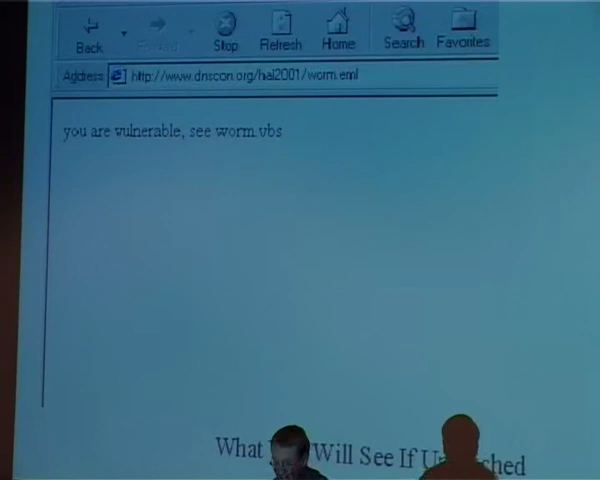 Back Forward Stop Refresh Home Search Favorites
Address http://www.dnscon.org/hal2001/worm.eml
you are vulnerable, see worm.vbs
What Will See If